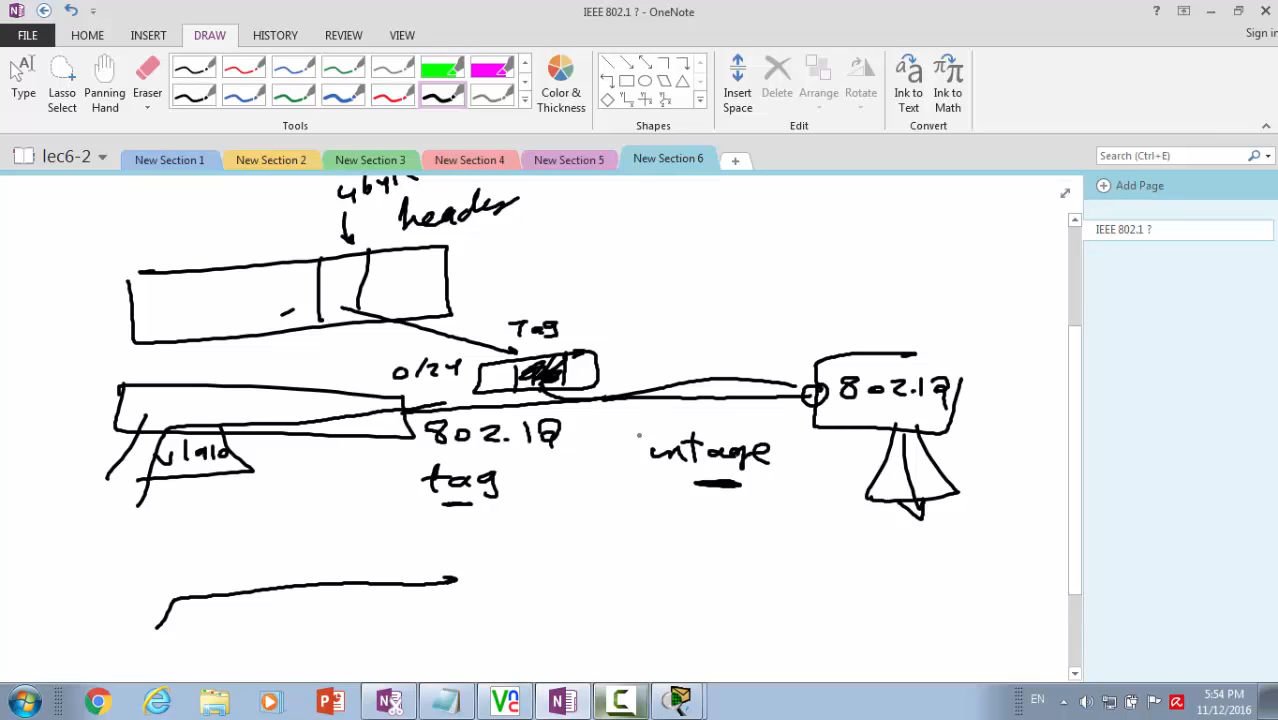 IEEE 802.1 ? - OneNote
?
FILE HOME INSERT DRAW HISTORY REVIEW VIEW
Sign in
Type
Lasso Select
Panning Hand
Eraser
Color & Thickness
Insert Space
Delete
Arrange
Rotate
Ink to Text
Ink to Math
Tools Shapes Edit Convert
lec6-2 New Section 1 New Section 2 New Section 3 New Section 4 New Section 5 New Section 6
Search (Ctrl+E)
Add Page
IEEE 802.1 ?
header
Tag
0/24
802.1Q
802.1Q
tag
untage
EN
5:54 PM
11/12/2016